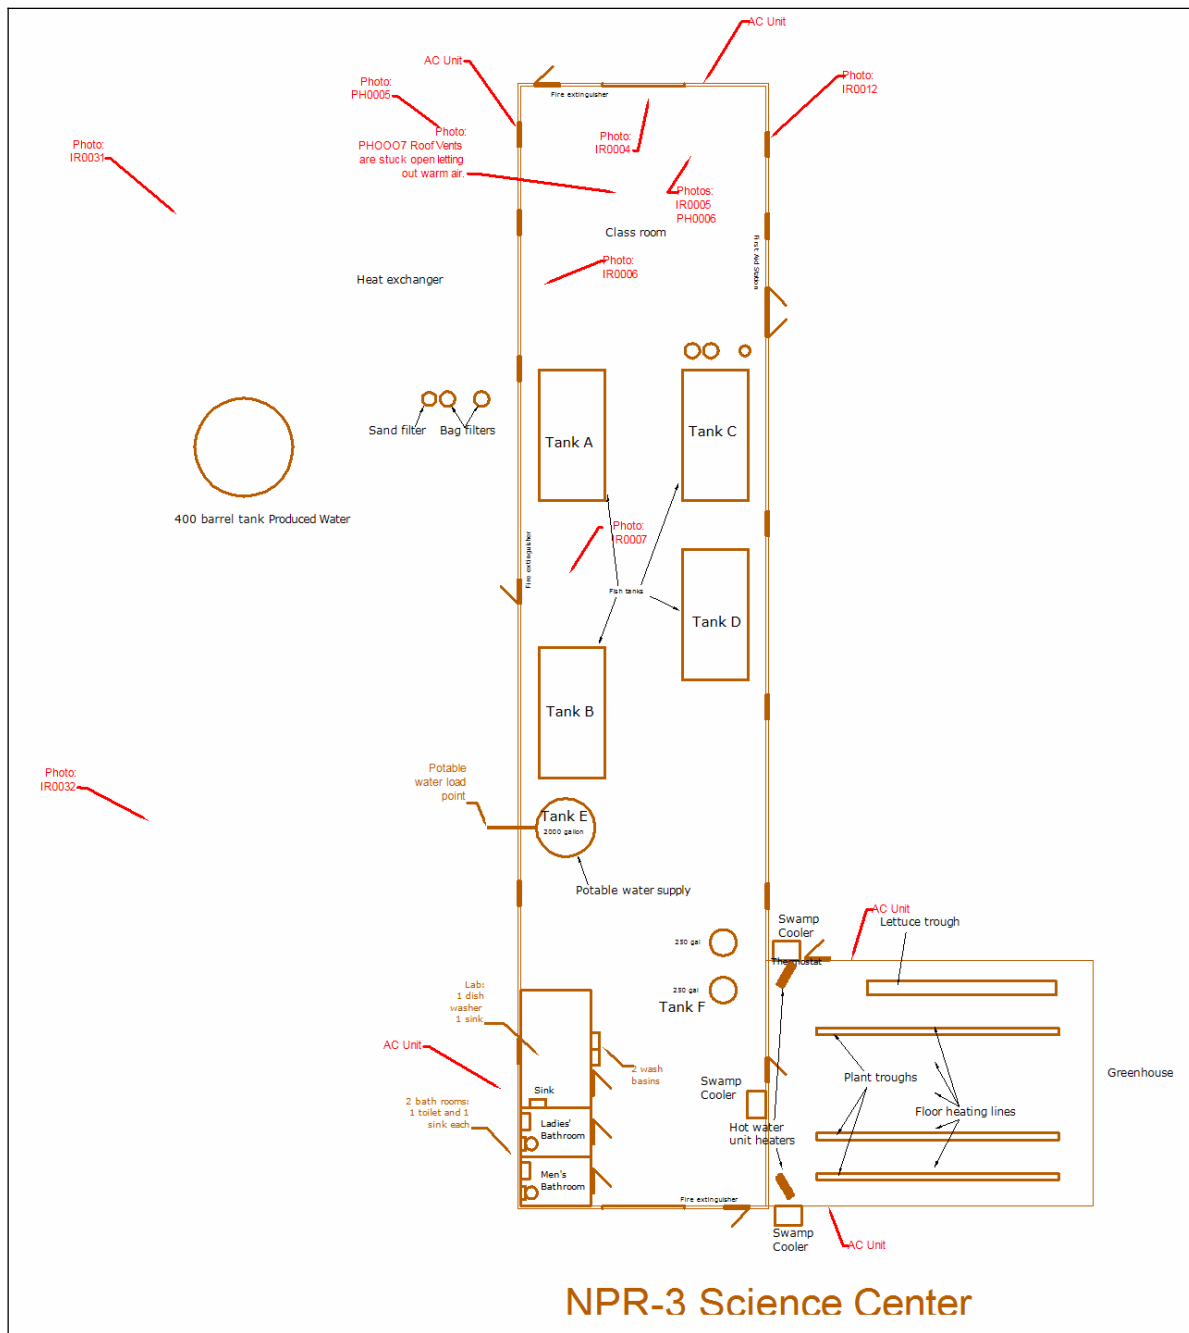 AC Unit
AC Unit
Photo:
PH0005
Photo:
IR0012
Fire extinguisher
Photo:
IR0031
Photo:
PHOOO7 Roof Vents
are stuck open letting
out warm air.
Photo:
IR0004
Photos:
IR0005
PH0006
Class room
First Aid Station
Photo:
IR0006
Heat exchanger
Sand filter
Bag filters
Tank A
Tank C
400 barrel tank Produced Water
Photo:
IR0007
Fire extinguisher
Fish tanks
Tank D
Tank B
Photo:
IR0032
Potable
water load
point
Tank E
2000 gallon
Potable water supply
AC Unit
Lettuce trough
Swamp
Cooler
Thermostat
250 gal
250 gal
Tank F
Lab:
1 dish
washer
1 sink
AC Unit
2 wash
basins
Sink
Swamp
Cooler
Plant troughs
Greenhouse
Floor heating lines
2 bath rooms:
1 toilet and 1
sink each
Ladies'
Bathroom
Hot water
unit heaters
Men's
Bathroom
Fire extinguisher
Swamp
Cooler
AC Unit
NPR-3 Science Center